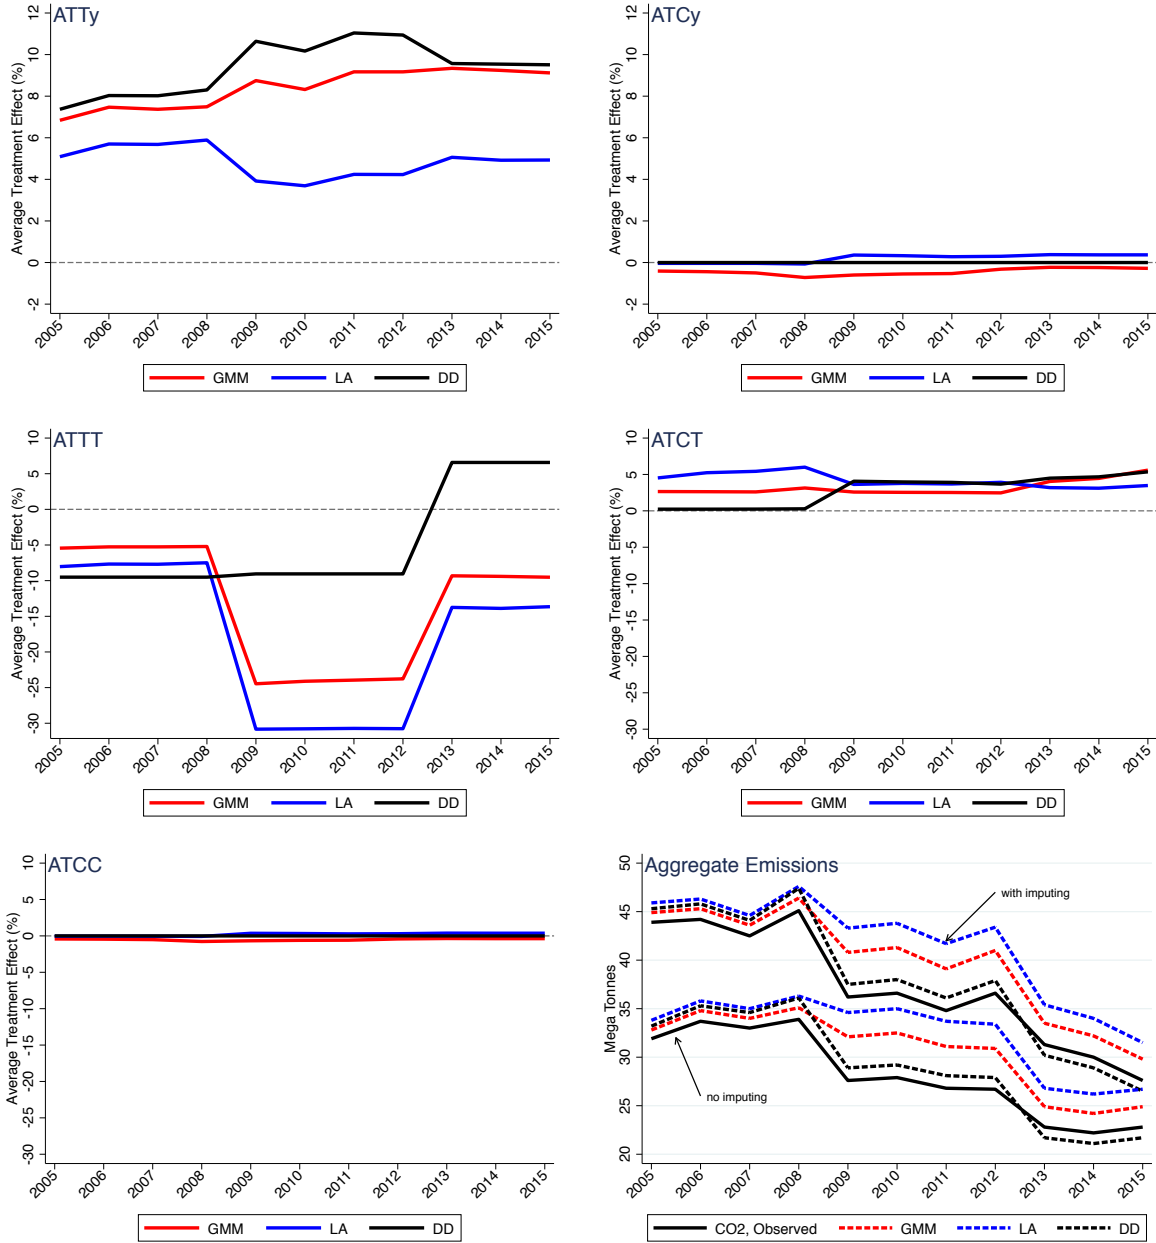 ATTy
Average Treatment Effect (%)
12
10
8
6
4
2
0
-2
2005 2006 2007 2008 2009 2010 2011 2012 2013 2014 2015
GMM LA DD
ATCy
Average Treatment Effect (%)
12
10
8
6
4
2
0
-2
2005 2006 2007 2008 2009 2010 2011 2012 2013 2014 2015
GMM LA DD
ATTT
Average Treatment Effect (%)
10
5
0
-5
-10
-15
-20
-25
-30
2005 2006 2007 2008 2009 2010 2011 2012 2013 2014 2015
GMM LA DD
ATCT
Average Treatment Effect (%)
10
5
0
-5
-10
-15
-20
-25
-30
2005 2006 2007 2008 2009 2010 2011 2012 2013 2014 2015
GMM LA DD
ATCC
Average Treatment Effect (%)
10
5
0
-5
-10
-15
-20
-25
-30
2005 2006 2007 2008 2009 2010 2011 2012 2013 2014 2015
GMM LA DD
Aggregate Emissions
Mega Tonnes
50
45
40
35
30
25
20
with imputing
no imputing
2005 2006 2007 2008 2009 2010 2011 2012 2013 2014 2015
CO2, Observed GMM LA DD